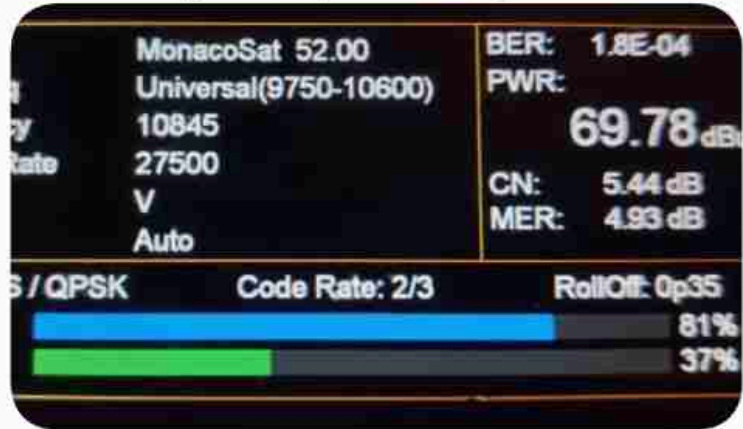 MonacoSat 52.00
Universal(9750-10600)
10845
Rate 27500
V
Auto
BER: 1.8E-04
PWR:
69.78
CN: 5.44 dB
MER: 4.93 dB
/ QPSK Code Rate: 2/3 RollOff: 0p35
81%
37%